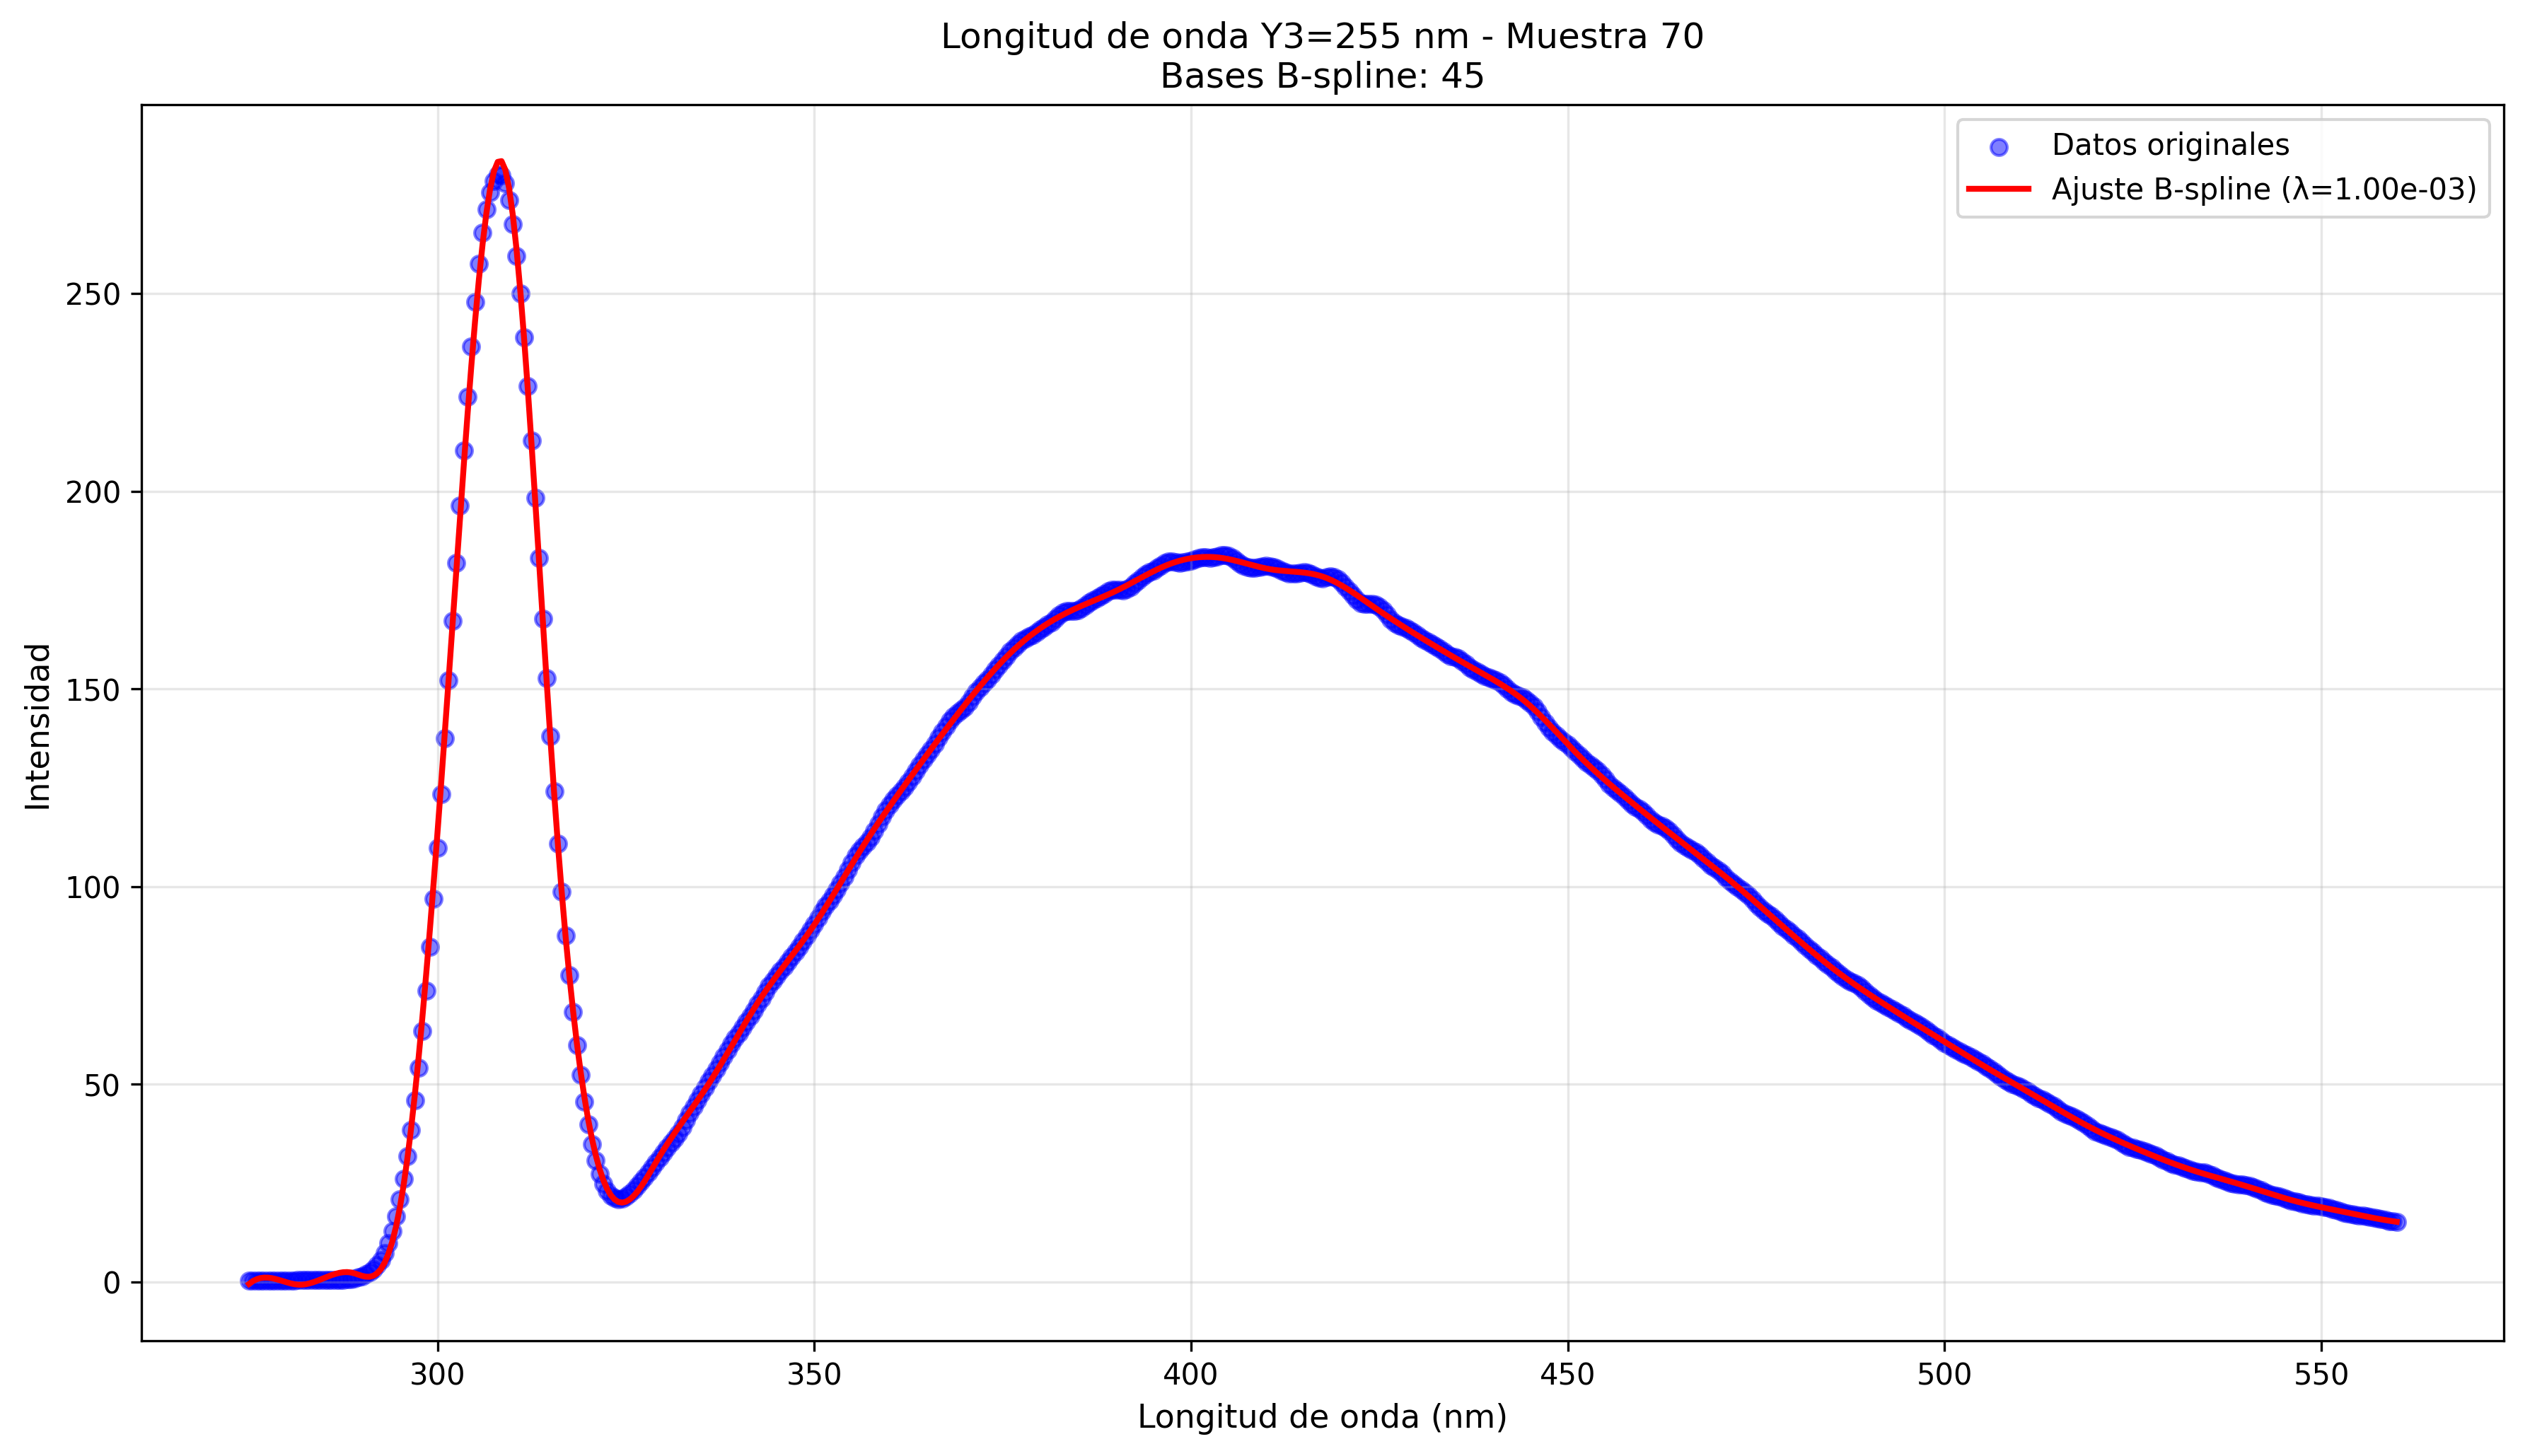 Longitud de onda Y3=255 nm - Muestra 70
Bases B-spline: 45
Datos originales
Ajuste B-spline (λ=1.00e-03)
Intensidad
250
200
150
100
50
0
300
350
400
450
500
550
Longitud de onda (nm)